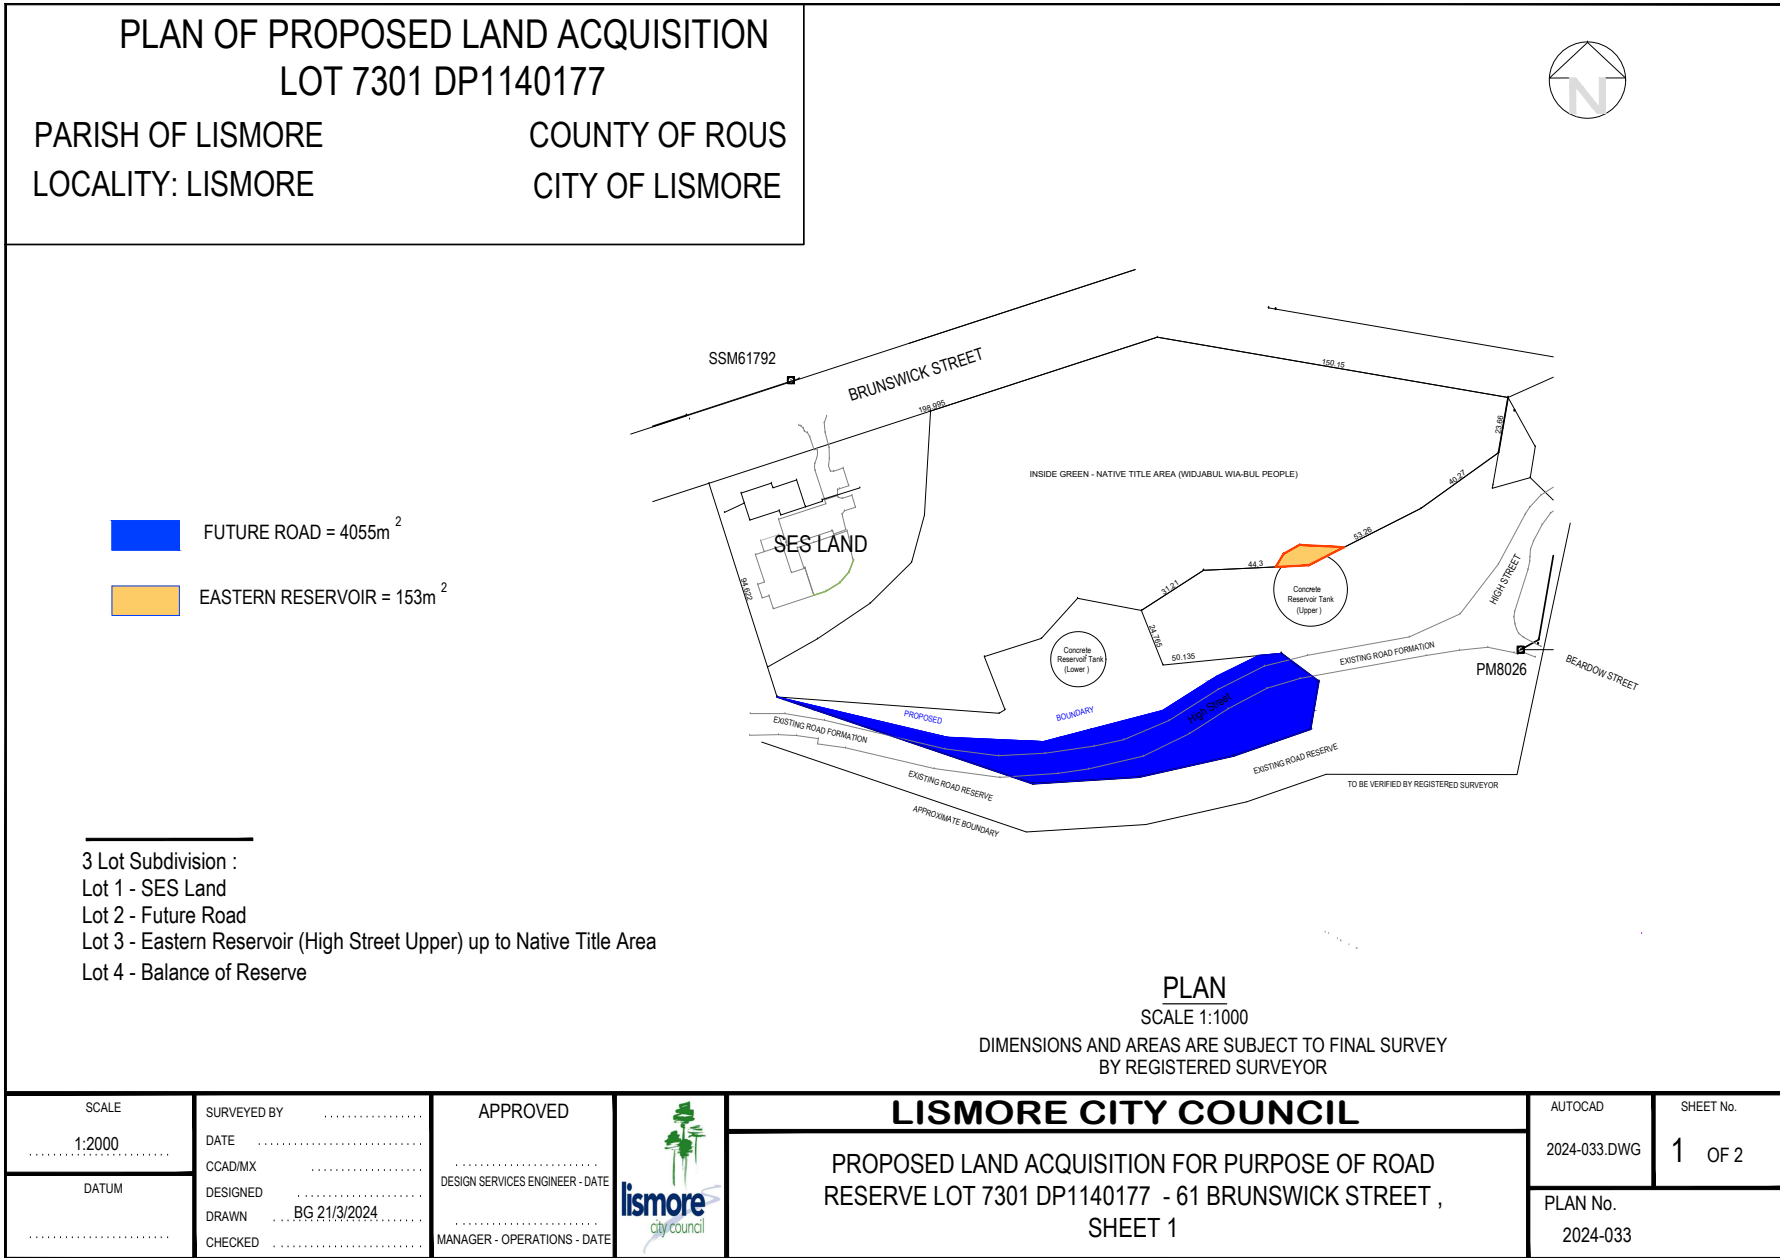 PLAN OF PROPOSED LAND ACQUISITION
LOT 7301 DP1140177
PARISH OF LISMORE COUNTY OF ROUS
LOCALITY: LISMORE CITY OF LISMORE
N
SSM61792
BRUNSWICK STREET
198.995
150.15
23.66
40.27
53.26
44.3
31.21
24.765
50.135
94.622
INSIDE GREEN - NATIVE TITLE AREA (WIDJABUL WIA-BUL PEOPLE)
SES LAND
FUTURE ROAD = 4055m 2
EASTERN RESERVOIR = 153m 2
Concrete
Reservoir Tank
(Upper )
Concrete
Reservoif Tank
(Lower )
HIGH STREET
EXISTING ROAD FORMATION
PM8026
BEARDOW STREET
PROPOSED BOUNDARY
High Street
EXISTING ROAD FORMATION
EXISTING ROAD RESERVE
EXISTING ROAD RESERVE
TO BE VERIFIED BY REGISTERED SURVEYOR
APPROXIMATE BOUNDARY
3 Lot Subdivision :
Lot 1 - SES Land
Lot 2 - Future Road
Lot 3 - Eastern Reservoir (High Street Upper) up to Native Title Area
Lot 4 - Balance of Reserve
PLAN
SCALE 1:1000
DIMENSIONS AND AREAS ARE SUBJECT TO FINAL SURVEY
BY REGISTERED SURVEYOR
SCALE
1:2000
DATUM
SURVEYED BY
DATE
CCAD/MX
DESIGNED
DRAWN BG 21/3/2024
CHECKED
APPROVED
DESIGN SERVICES ENGINEER - DATE
MANAGER - OPERATIONS - DATE
lismore
city council
LISMORE CITY COUNCIL
PROPOSED LAND ACQUISITION FOR PURPOSE OF ROAD
RESERVE LOT 7301 DP1140177 - 61 BRUNSWICK STREET ,
SHEET 1
AUTOCAD
2024-033.DWG
SHEET No.
1 OF 2
PLAN No.
2024-033